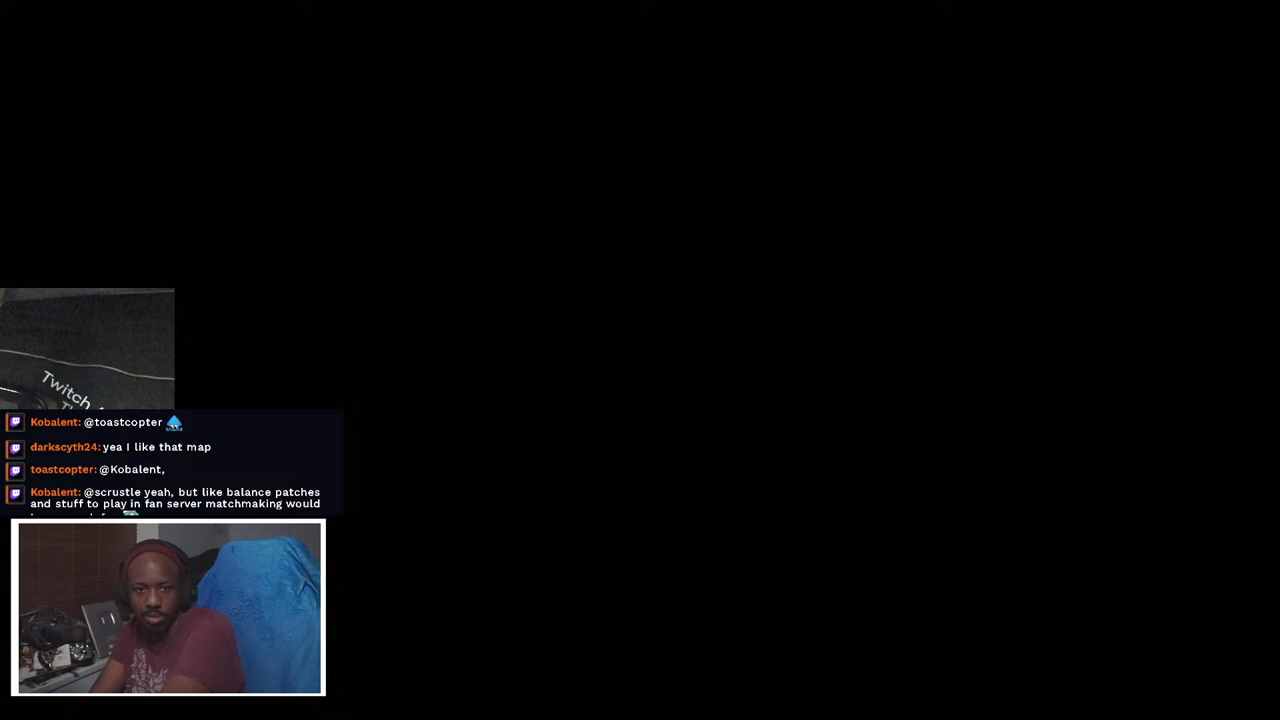 Twitch
Kobalent: @toastcopter
darkscyth24: yea I like that map
toastcopter: @Kobalent,
Kobalent: @scrustle yeah, but like balance patches
and stuff to play in fan server matchmaking would